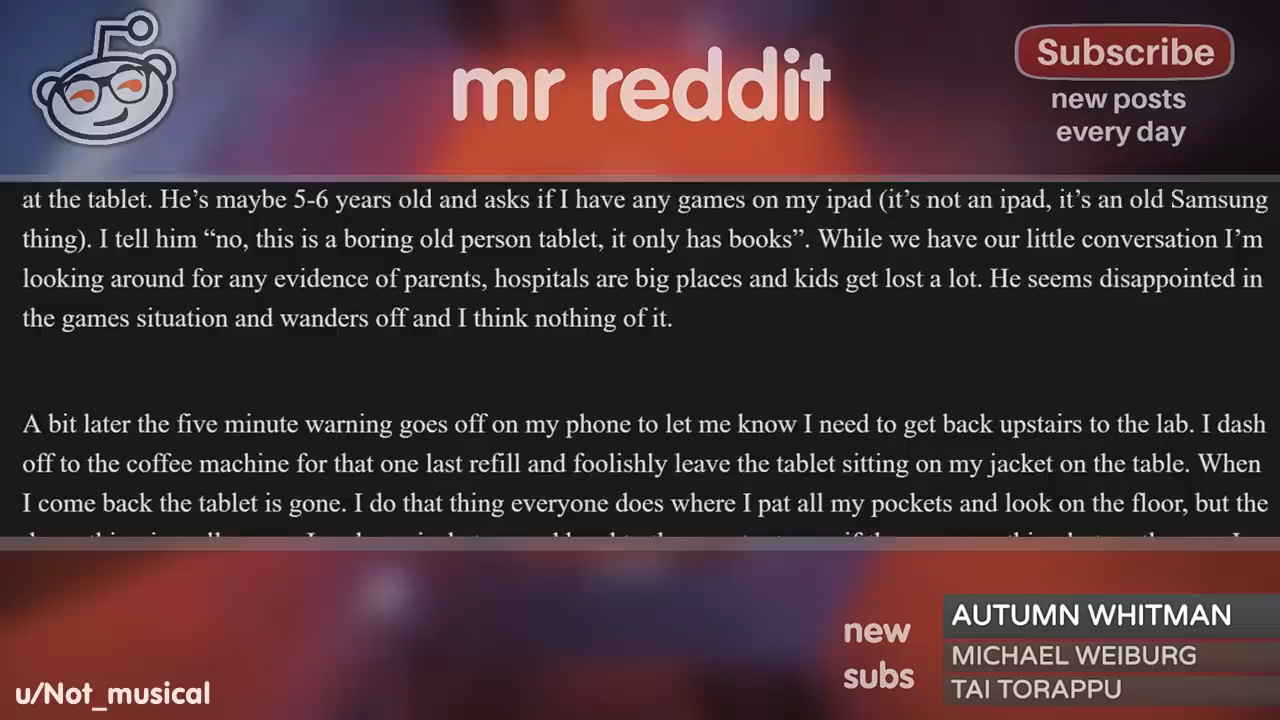 mr reddit
Subscribe
new posts
every day
at the tablet. He’s maybe 5-6 years old and asks if I have any games on my ipad (it’s not an ipad, it’s an old Samsung
thing). I tell him “no, this is a boring old person tablet, it only has books”. While we have our little conversation I’m
looking around for any evidence of parents, hospitals are big places and kids get lost a lot. He seems disappointed in
the games situation and wanders off and I think nothing of it.
A bit later the five minute warning goes off on my phone to let me know I need to get back upstairs to the lab. I dash
off to the coffee machine for that one last refill and foolishly leave the tablet sitting on my jacket on the table. When
I come back the tablet is gone. I do that thing everyone does where I pat all my pockets and look on the floor, but the
new
subs
AUTUMN WHITMAN
MICHAEL WEIBURG
TAI TORAPPU
u/Not_musical